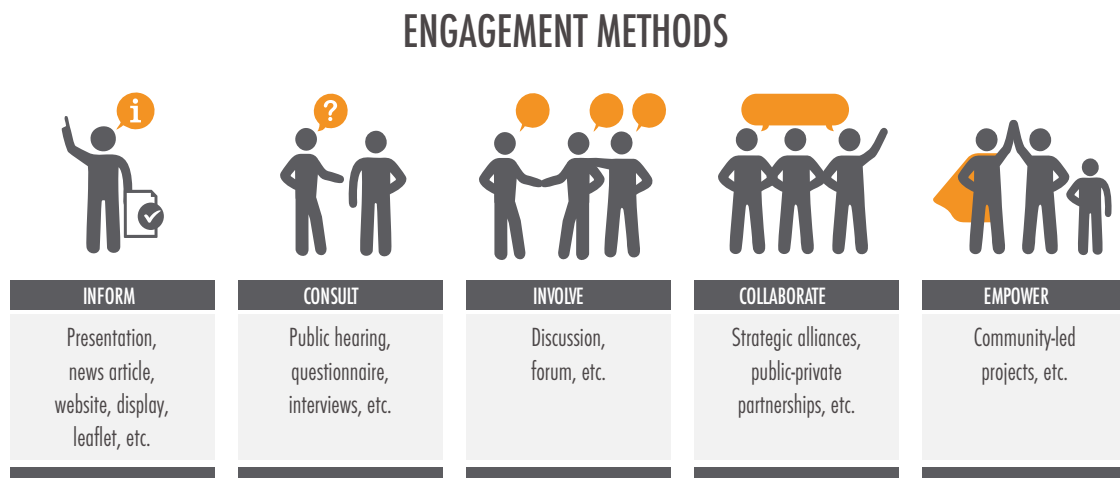 ENGAGEMENT METHODS
i
?
INFORM
Presentation,
news article,
website, display,
leaflet, etc.
CONSULT
Public hearing,
questionnaire,
interviews, etc.
INVOLVE
Discussion,
forum, etc.
COLLABORATE
Strategic alliances,
public-private
partnerships, etc.
EMPOWER
Community-led
projects, etc.